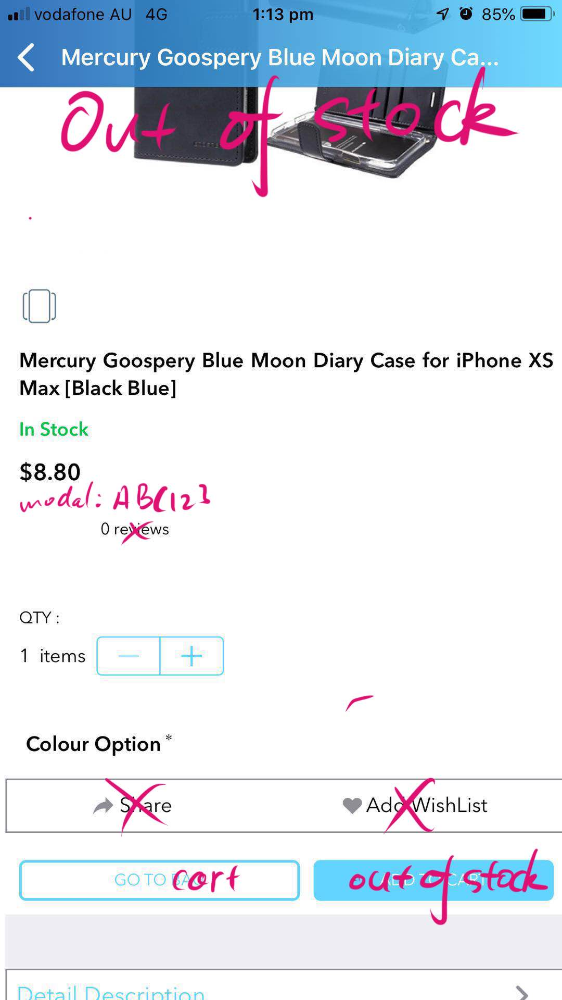 vodafone AU 4G 1:13 pm 85%
Mercury Goospery Blue Moon Diary Ca...
Out of stock
Mercury Goospery Blue Moon Diary Case for iPhone XS
Max [Black Blue]
In Stock
$8.80
modal: ABC123
0 reviews
QTY :
1 items
Colour Option *
Share Add WishList
GO TO BAG cart ADD TO CART out of stock
Detail Description